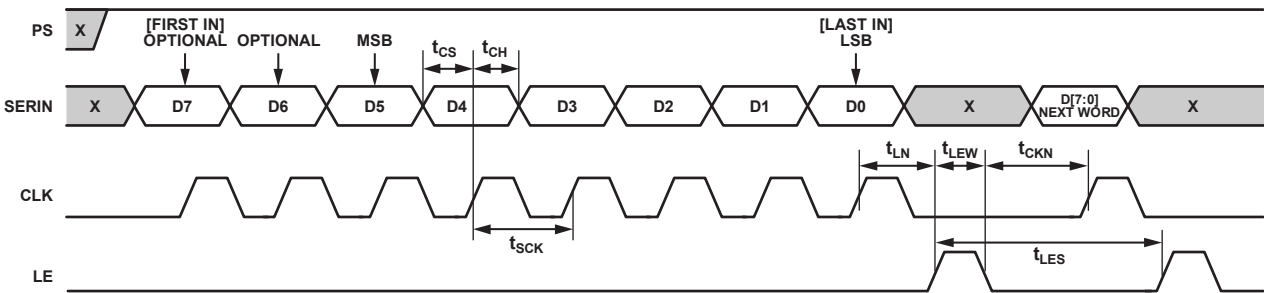 PS
X
[FIRST IN]
OPTIONAL
OPTIONAL
MSB
tCS
tCH
[LAST IN]
LSB
SERIN
X
D7
D6
D5
D4
D3
D2
D1
D0
X
D[7:0]
NEXT WORD
X
tLN
tLEW
tCKN
CLK
tSCK
tLES
LE